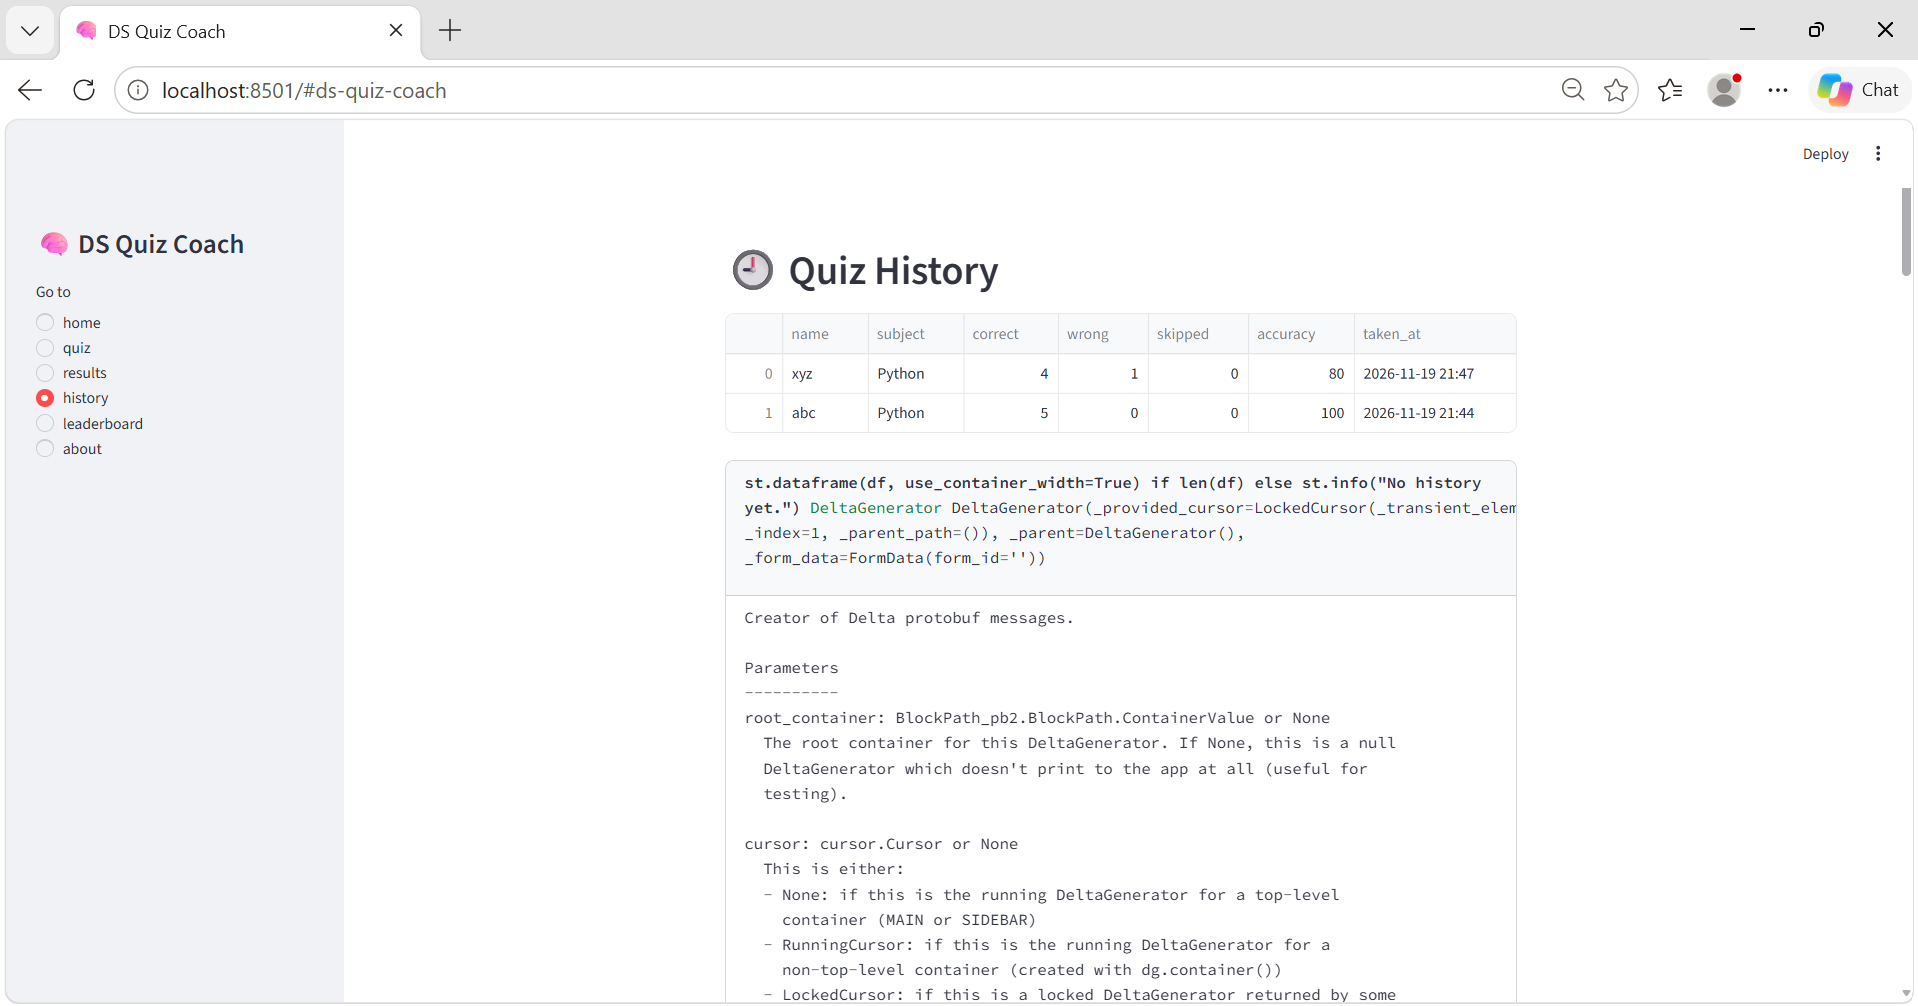 DS Quiz Coach
localhost:8501/#ds-quiz-coach
Chat
Deploy
DS Quiz Coach
Go to
home
quiz
results
history
leaderboard
about
Quiz History
name subject correct wrong skipped accuracy taken_at
0 xyz Python 4 1 0 80 2026-11-19 21:47
1 abc Python 5 0 0 100 2026-11-19 21:44
st.dataframe(df, use_container_width=True) if len(df) else st.info("No history
yet.") DeltaGenerator DeltaGenerator(_provided_cursor=LockedCursor(_transient_elem
_index=1, _parent_path=()), _parent=DeltaGenerator(),
_form_data=FormData(form_id=''))
Creator of Delta protobuf messages.
Parameters
----------
root_container: BlockPath_pb2.BlockPath.ContainerValue or None
The root container for this DeltaGenerator. If None, this is a null
DeltaGenerator which doesn't print to the app at all (useful for
testing).
cursor: cursor.Cursor or None
This is either:
- None: if this is the running DeltaGenerator for a top-level
container (MAIN or SIDEBAR)
- RunningCursor: if this is the running DeltaGenerator for a
non-top-level container (created with dg.container())
- LockedCursor: if this is a locked DeltaGenerator returned by some